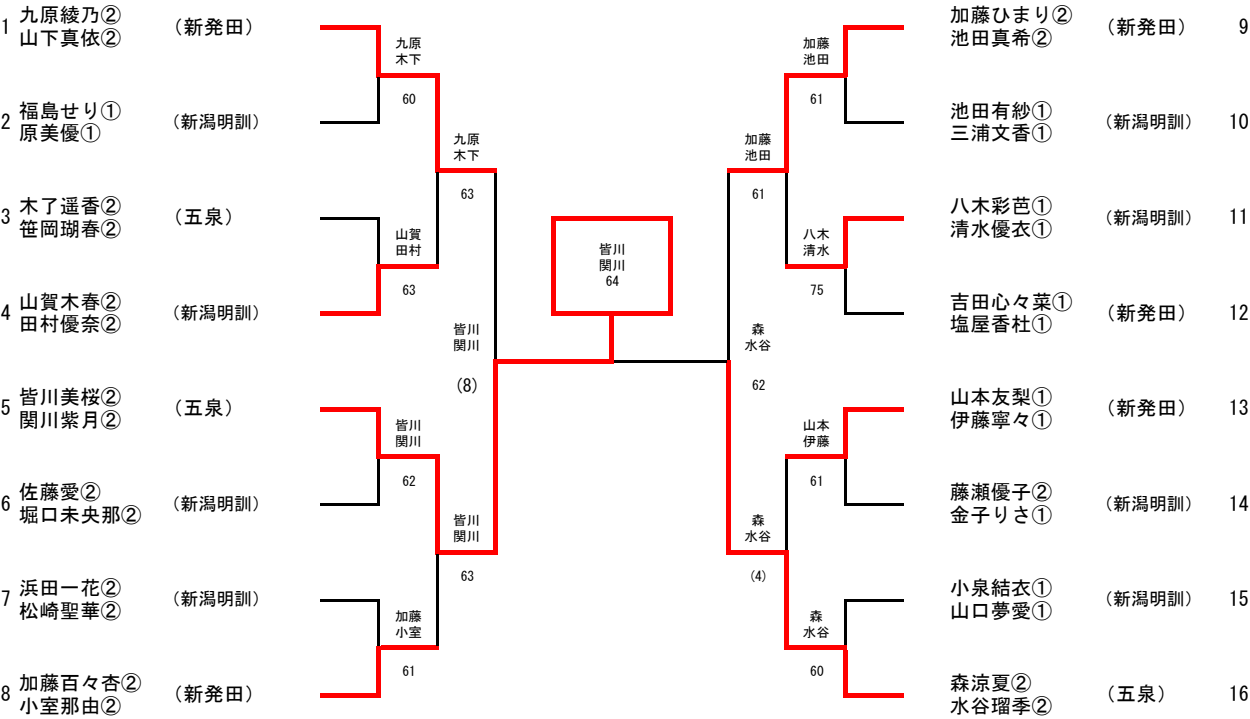 1 九原綾乃② (新発田)
山下真依②
2 福島せり① (新潟明訓)
原美優①
3 木了遥香② (五泉)
笹岡瑚春②
4 山賀木春② (新潟明訓)
田村優奈②
5 皆川美桜② (五泉)
関川紫月②
6 佐藤愛② (新潟明訓)
堀口未央那②
7 浜田一花② (新潟明訓)
松崎聖華②
8 加藤百々杏② (新発田)
小室那由②
九原
木下
60
山賀
田村
63
皆川
関川
62
加藤
小室
61
九原
木下
63
皆川
関川
63
皆川
関川
(8)
皆川
関川
64
森
水谷
62
加藤
池田
61
森
水谷
(4)
加藤
池田
61
八木
清水
75
山本
伊藤
61
森
水谷
60
加藤ひまり② (新発田) 9
池田真希②
池田有紗① (新潟明訓) 10
三浦文香①
八木彩芭① (新潟明訓) 11
清水優衣①
吉田心々菜① (新発田) 12
塩屋香杜①
山本友梨① (新発田) 13
伊藤寧々①
藤瀬優子② (新潟明訓) 14
金子りさ①
小泉結衣① (新潟明訓) 15
山口夢愛①
森涼夏② (五泉) 16
水谷瑠季②